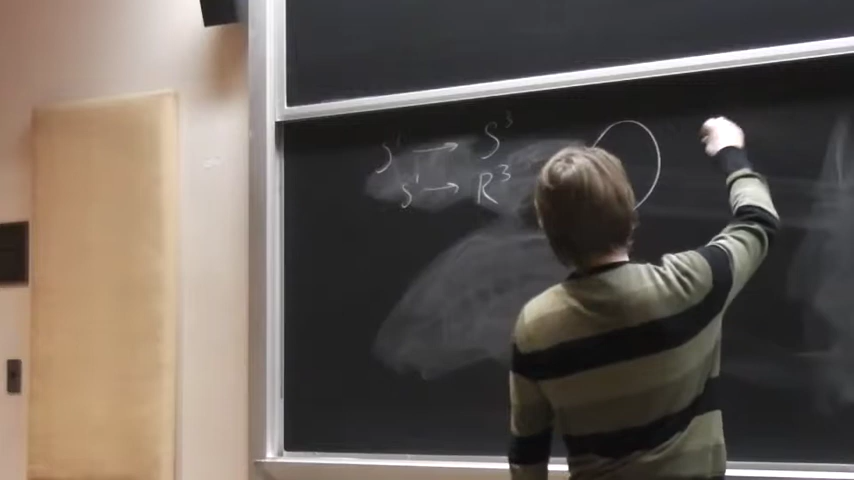 S¹ → S³
S¹ → R³